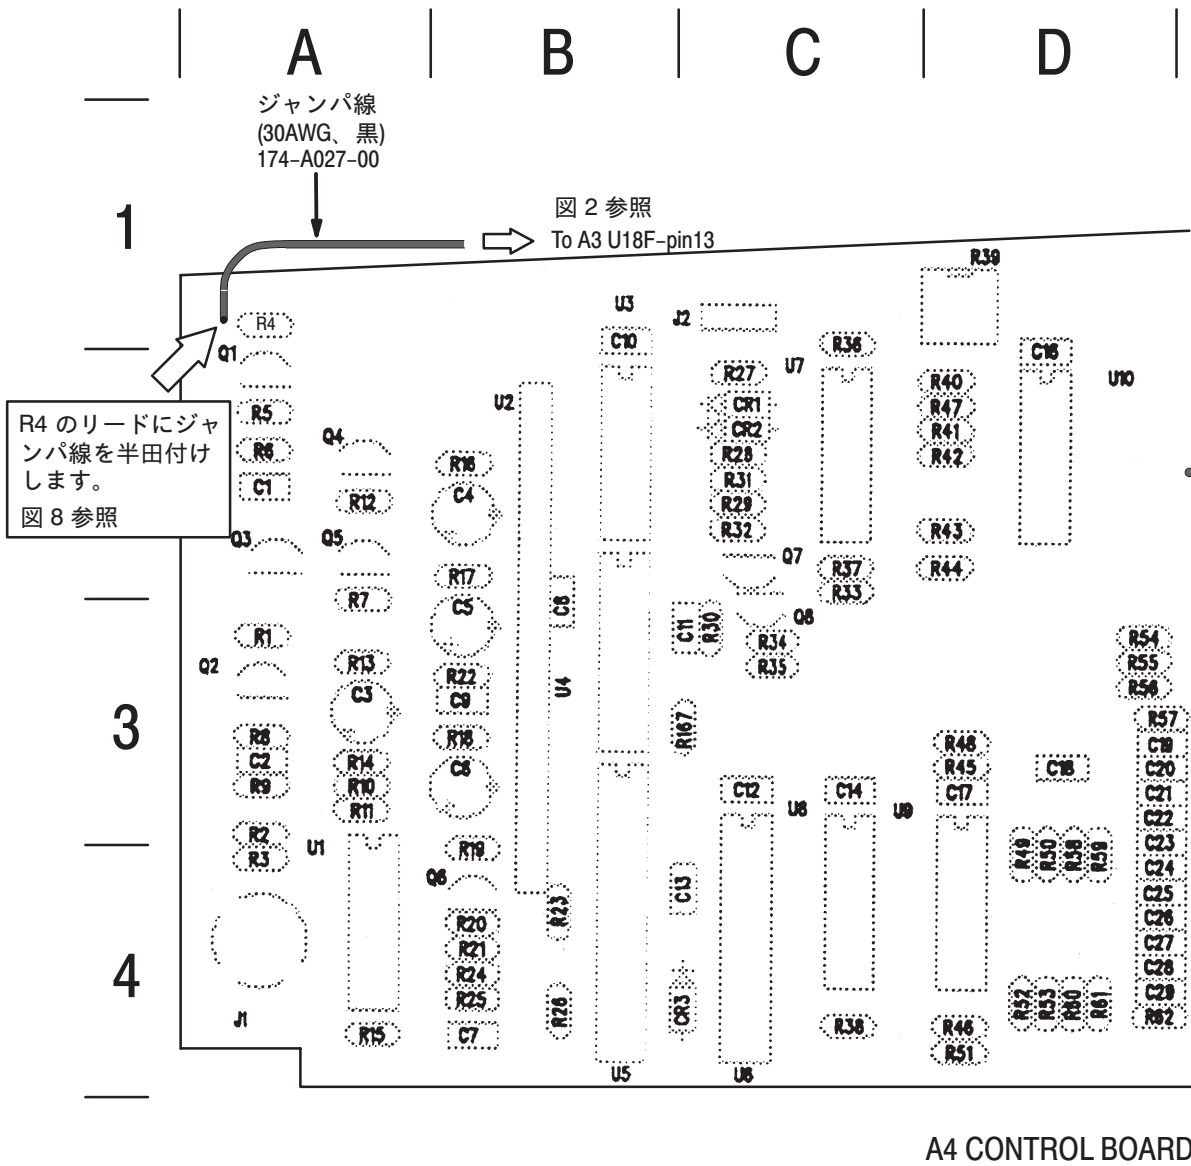 A B C D
ジャンパ線
(30AWG、黒)
174-A027-00
1
図 2 参照
To A3 U18F-pin13
R39
U3
J2
R4
C10
R36
Q1
C16
R27
U7
U10
R40
U2
CR1
R47
R4 のリードにジャ
ンパ線を半田付け
します。
図 8 参照
R5
Q4
CR2
R41
R6
R16
R28
R42
C1
R12
C4
R31
R29
R32
R43
Q3
Q5
Q7
R17
R37
R44
R7
C5
C8
R33
C11
R30
Q8
R1
R34
R54
Q2
R13
R22
R35
R55
C3
C9
U4
R56
3
R167
R57
R8
R18
R48
C19
C2
R14
C6
R45
C18
C20
R9
R10
C12
C14
C17
C21
R11
U8
U9
C22
R2
U1
R19
R49
R50
R58
R59
C23
R3
C24
Q6
C13
C25
R20
R23
C26
R21
C27
4
R24
C28
R25
R26
CR3
R52
R53
R60
R61
C29
J1
R15
C7
R38
R46
R62
R51
U5
U6
A4 CONTROL BOARD